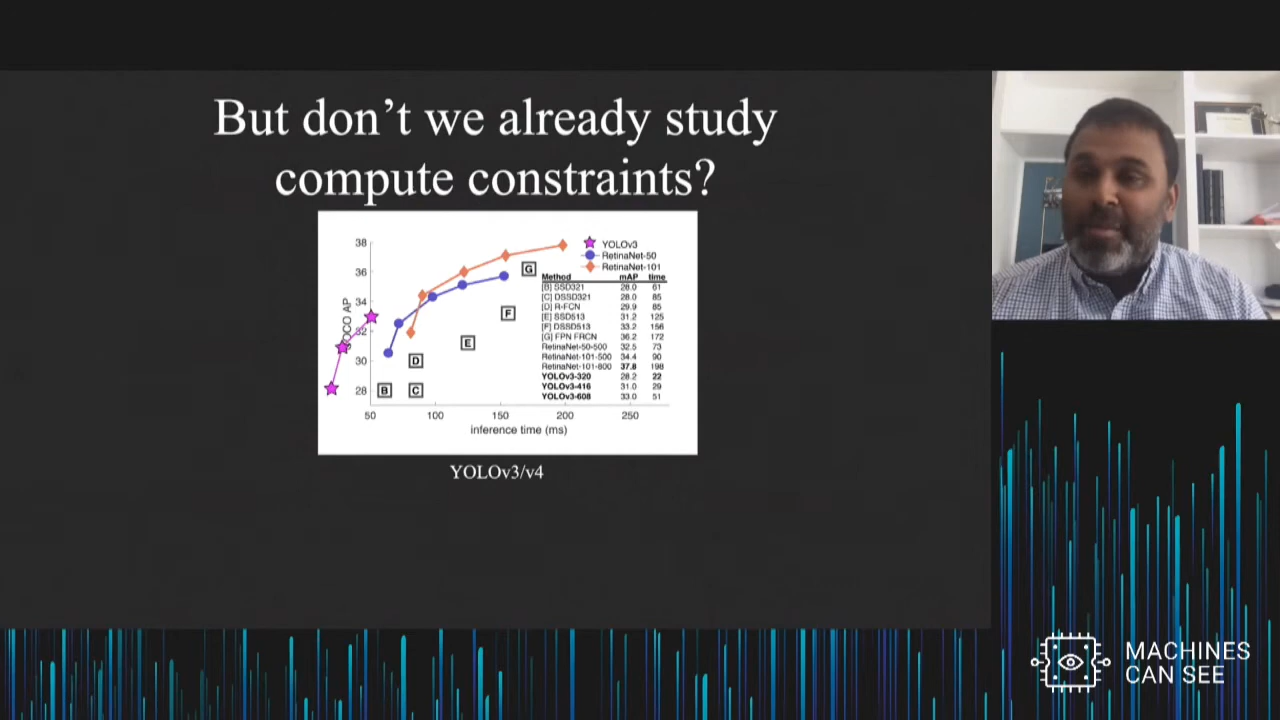 But don't we already study
compute constraints?
38
36
34
32
30
28
COCO AP
50
100
150
200
250
inference time (ms)
B
C
D
E
F
G
YOLOv3
RetinaNet-50
RetinaNet-101
Method mAP time
[B] SSD321 28.0 61
[C] DSSD321 28.0 85
[D] R-FCN 29.9 85
[E] SSD513 31.2 125
[F] DSSD513 33.2 156
[G] FPN FRCN 36.2 172
RetinaNet-50-500 32.5 73
RetinaNet-101-500 34.4 90
RetinaNet-101-800 37.8 198
YOLOv3-320 28.2 22
YOLOv3-416 31.0 29
YOLOv3-608 33.0 51
YOLOv3/v4
MACHINES
CAN SEE